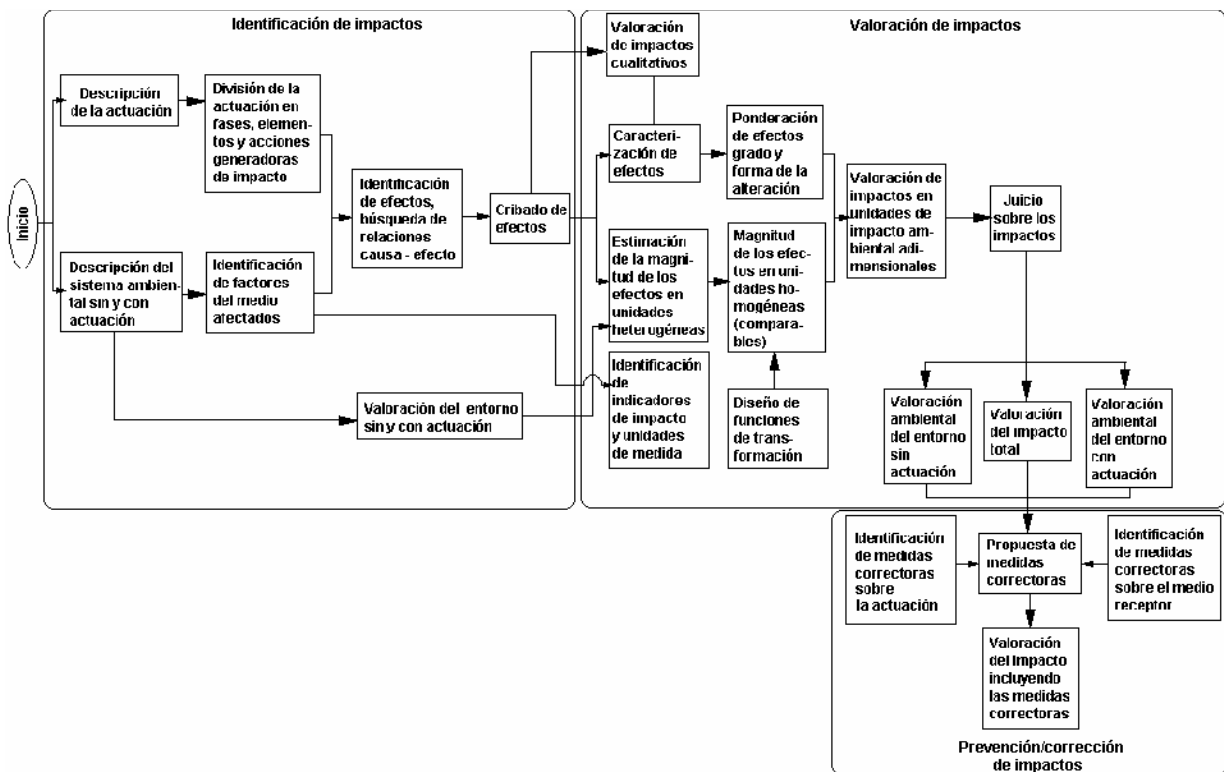 Identificación de impactos
Inicio
Descripción
de la actuación
División de la
actuación en
fases, elemen-
tos y acciones
generadoras
de impacto
Descripción del
sistema ambien-
tal sin y con
actuación
Identificación
de factores
del medio
afectados
Identificación
de efectos,
búsqueda de
relaciones
causa - efecto
Cribado de
efectos
Valoración del entorno
sin y con actuación
Valoración de impactos
Valoración
de impactos
cualitativos
Caracteri-
zación de
efectos
Ponderación
de efectos
grado y
forma de la
alteración
Estimación
de la magni-
tud de los
efectos en
unidades
heterogéneas
Magnitud
de los efec-
tos en uni-
dades ho-
mogéneas
(compara-
bles)
Identificación
de
indicadores
de impacto
y unidades
de medida
Diseño de
funciones
de trans-
formación
Valoración de
impactos en
unidades de
impacto am-
biental adi-
mensionales
Juicio
sobre los
impactos
Valoración
ambiental
del entorno
sin
actuación
Valoración
del impacto
total
Valoración
ambiental
del entorno
con
actuación
Identificación
de medidas
correctoras
sobre
la actuación
Propuesta de
medidas
correctoras
Identificación
de medidas
correctoras
sobre el medio
receptor
Valoración
del Impacto
incluyendo
las medidas
correctoras
Prevención/corrección
de impactos